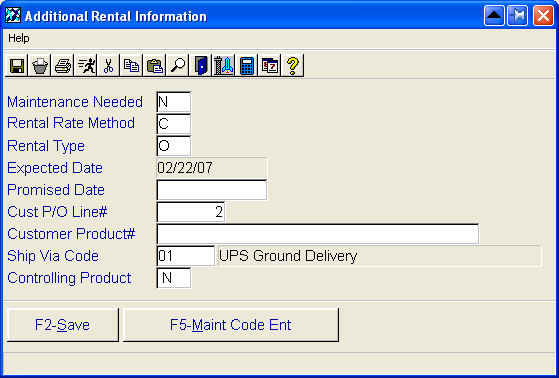 Additional Rental Information
Help
Maintenance Needed N
Rental Rate Method C
Rental Type O
Expected Date 02/22/07
Promised Date
Cust P/O Line# 2
Customer Product#
Ship Via Code 01 UPS Ground Delivery
Controlling Product N
F2-Save F5-Maint Code Ent